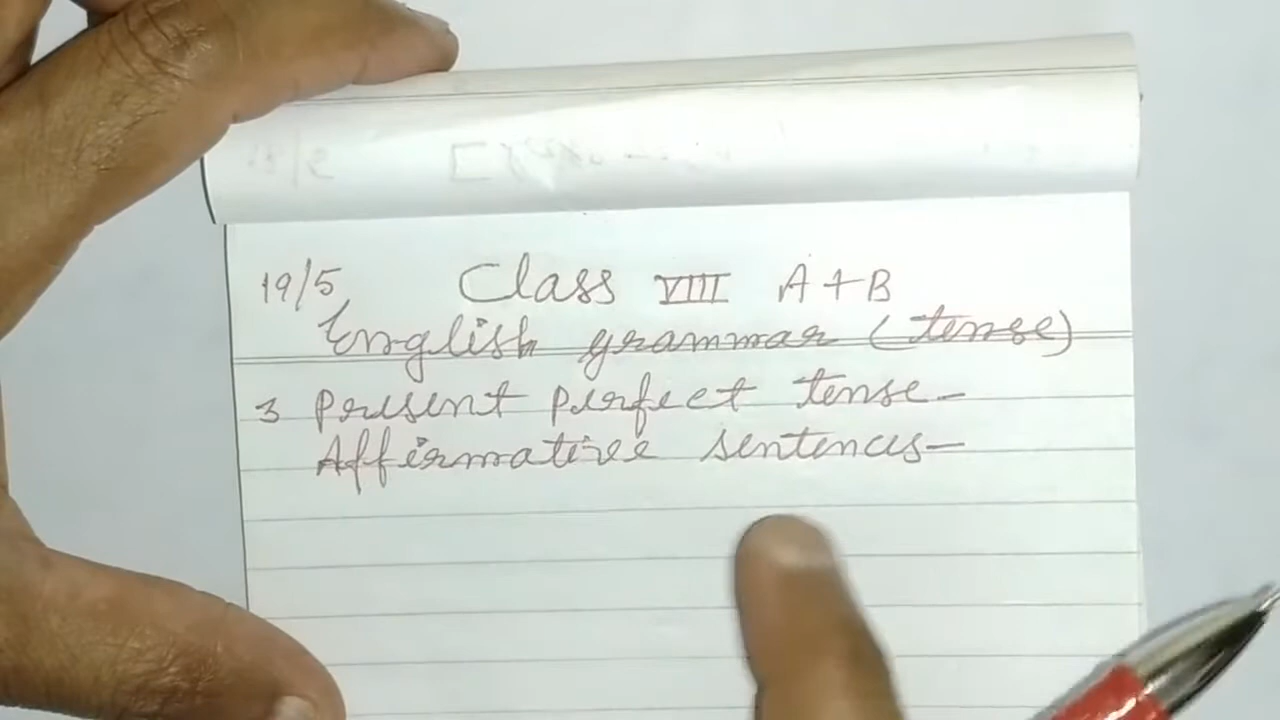 19/5 Class VIII A+B
English grammar (tense)
3 Present perfect tense-
Affirmative sentences-